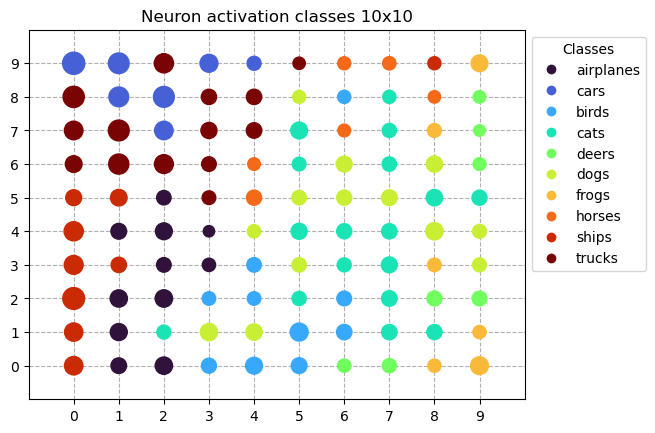 Neuron activation classes 10x10
9
8
7
6
5
4
3
2
1
0
0 1 2 3 4 5 6 7 8 9
Classes
airplanes
cars
birds
cats
deers
dogs
frogs
horses
ships
trucks